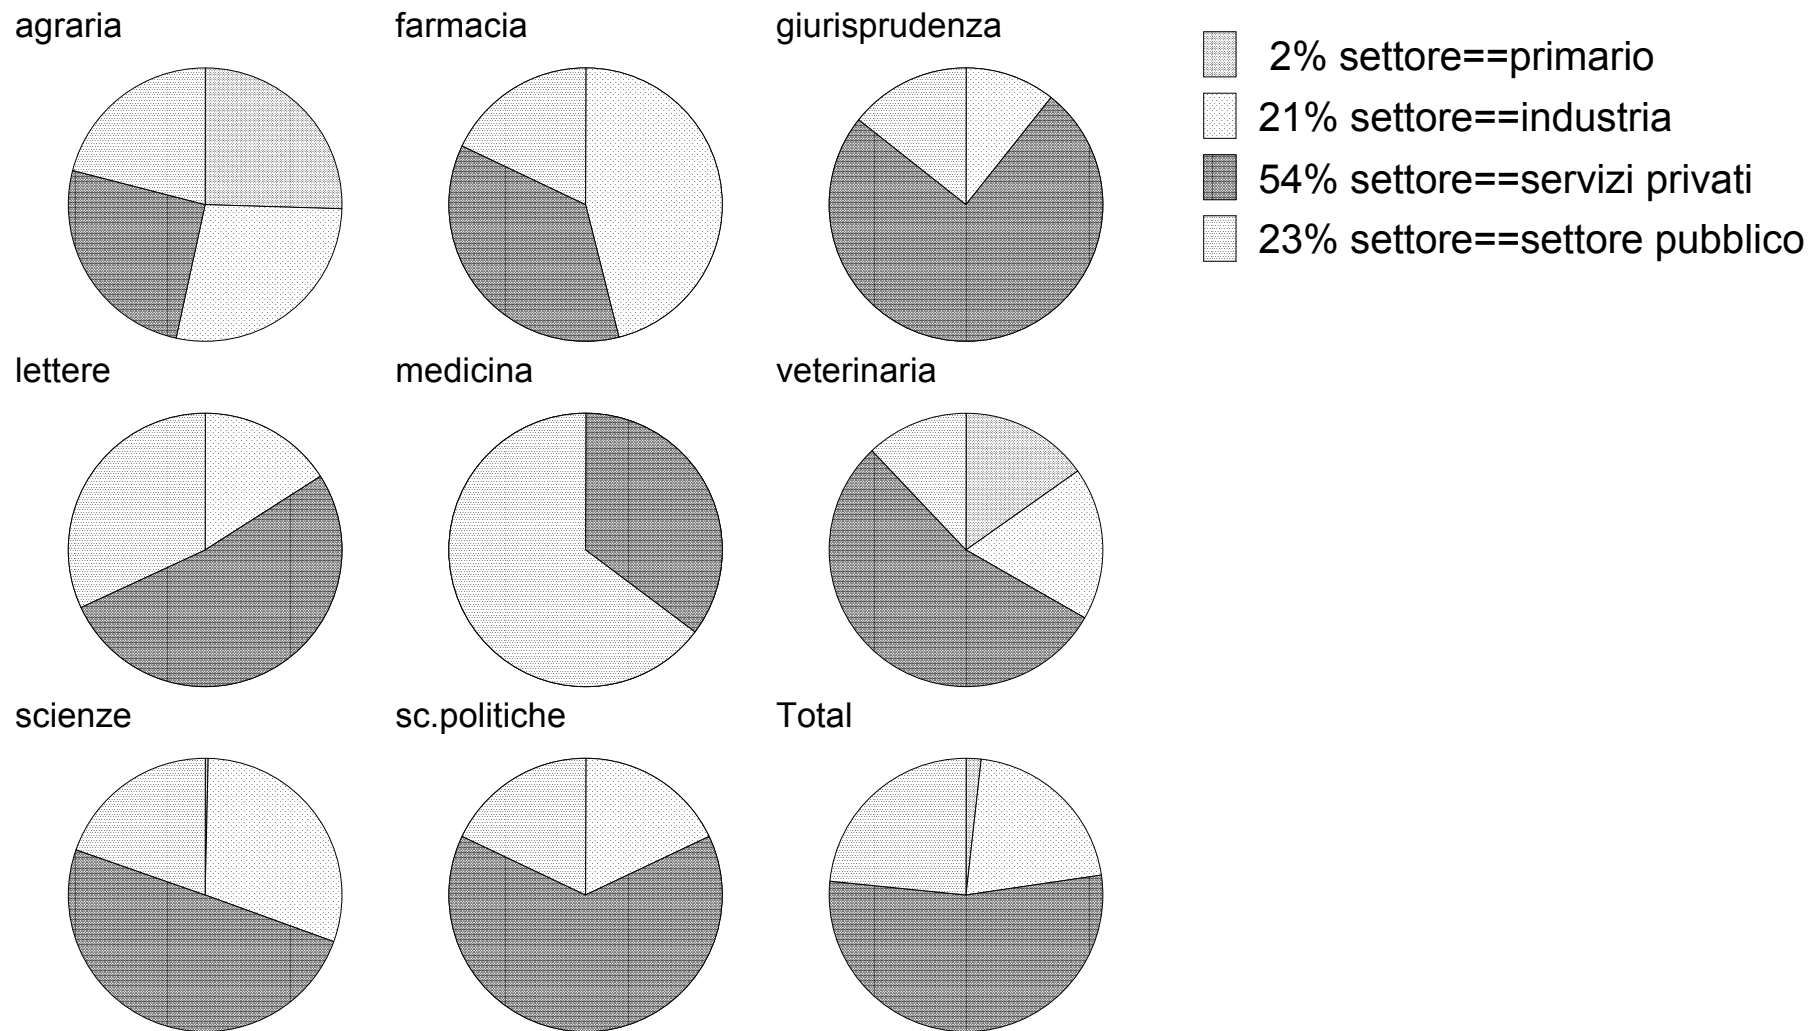 agraria
farmacia
giurisprudenza
2% settore==primario
21% settore==industria
54% settore==servizi privati
23% settore==settore pubblico
lettere
medicina
veterinaria
scienze
sc.politiche
Total